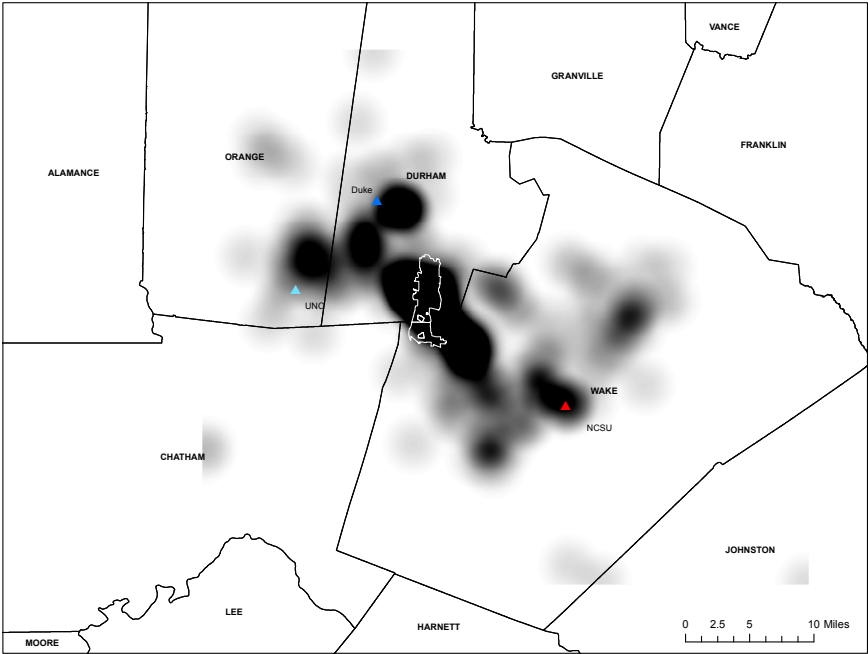 VANCE
GRANVILLE
FRANKLIN
ORANGE
ALAMANCE
DURHAM
Duke
UNC
WAKE
NCSU
CHATHAM
JOHNSTON
LEE
HARNETT
MOORE
0 2.5 5 10 Miles